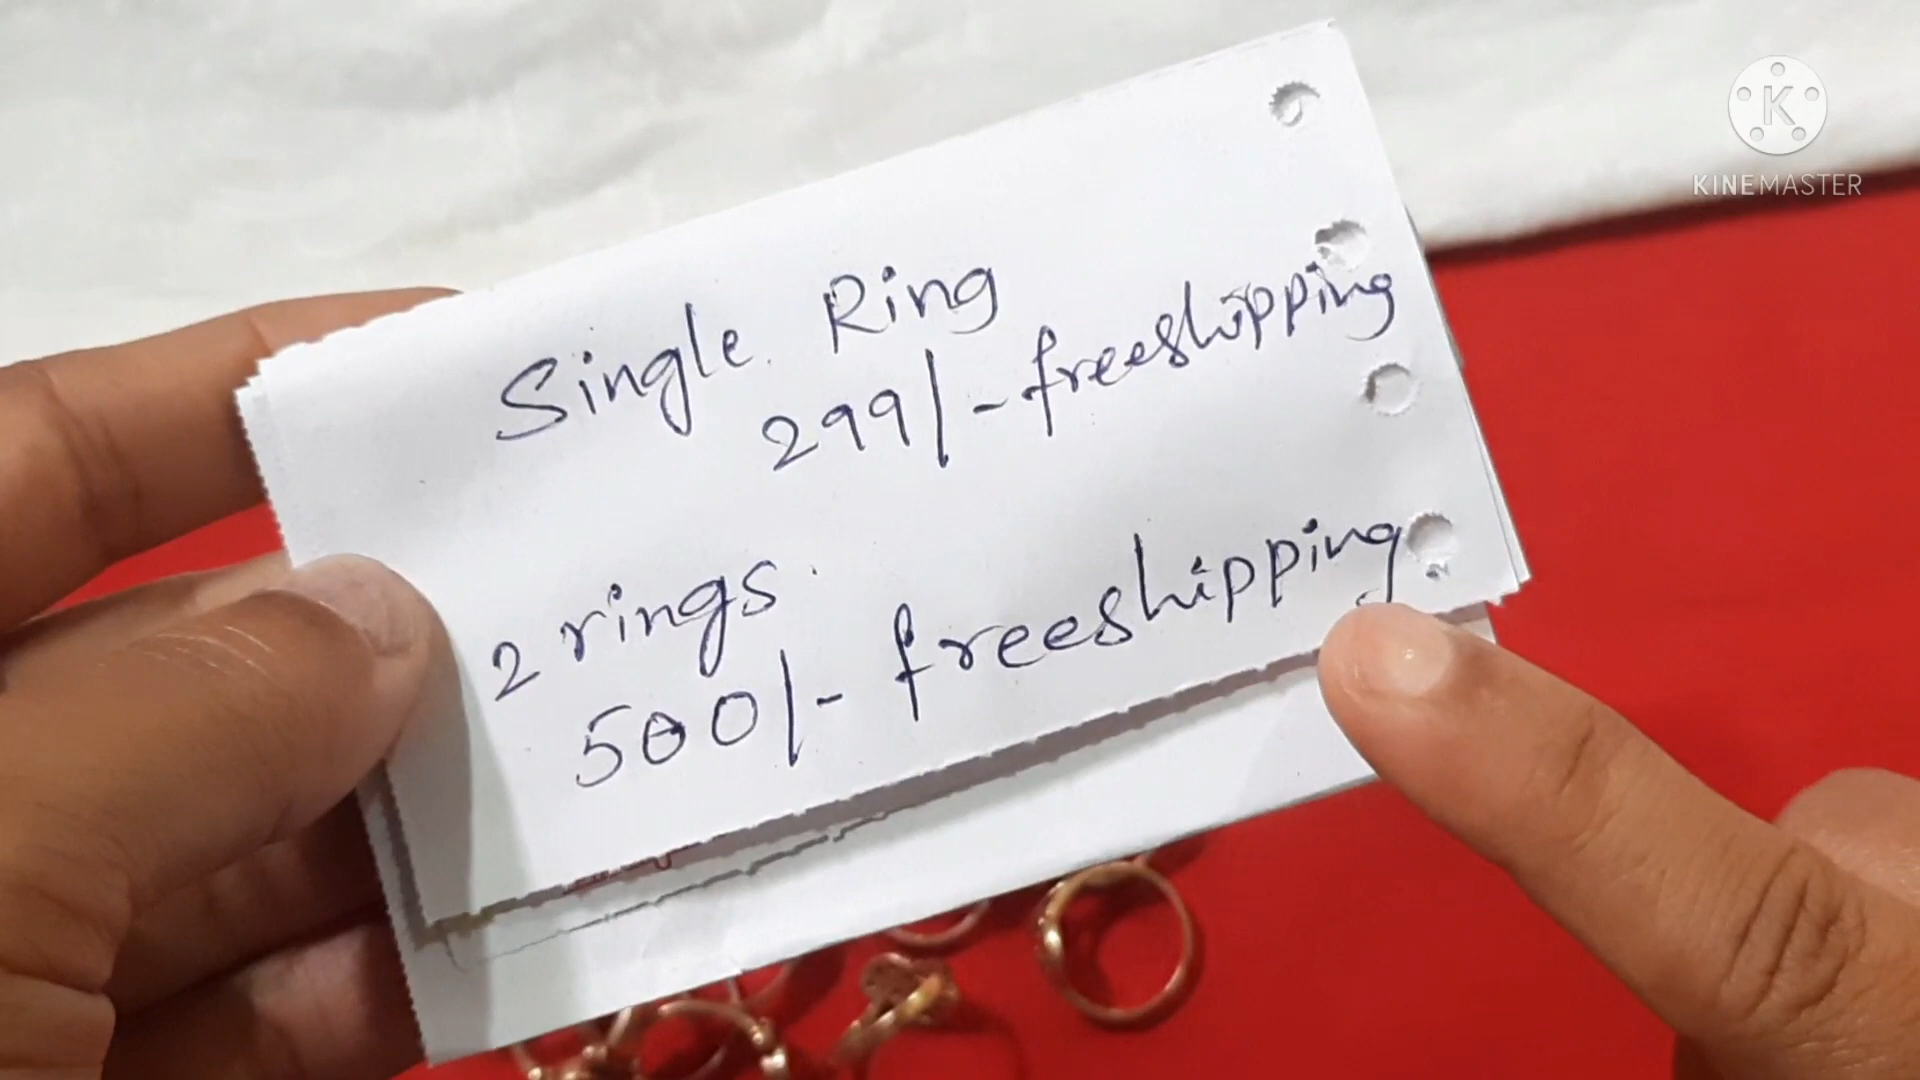 KINEMASTER
Single Ring
299/- freeshipping
2 rings.
500/- freeshipping